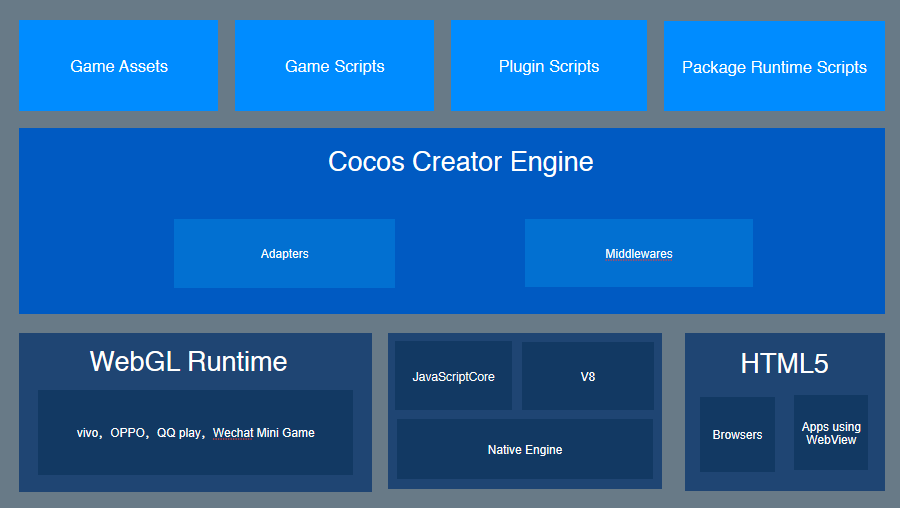 Game Assets
Game Scripts
Plugin Scripts
Package Runtime Scripts
Cocos Creator Engine
Adapters
Middlewares
WebGL Runtime
vivo，OPPO，QQ play，Wechat Mini Game
JavaScriptCore
V8
Native Engine
HTML5
Browsers
Apps using
WebView